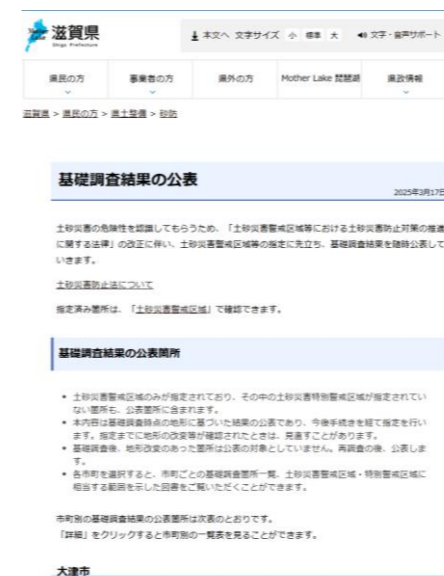 滋賀県
Shiga Prefecture
本文へ 文字サイズ 小 標準 大 文字・音声サポート
県民の方 事業者の方 県外の方 Mother Lake 琵琶湖 県政情報
滋賀県 > 県民の方 > 県土整備 > 砂防
基礎調査結果の公表
2025年3月17日
土砂災害の危険性を認識してもらうため、「土砂災害警戒区域等における土砂災害防止対策の推進
に関する法律」の改正に伴い、土砂災害警戒区域等の指定に先立ち、基礎調査結果を随時公表して
いきます。
土砂災害防止法について
指定済み箇所は、「土砂災害警戒区域」で確認できます。
基礎調査結果の公表箇所
土砂災害警戒区域のみが指定されており、その中の土砂災害特別警戒区域が指定されてい
ない箇所も、公表箇所に含まれます。
本内容は基礎調査時点の地形に基づいた結果の公表であり、今後手続きを経て指定を行い
ます。指定までに地形の改変等が確認されたときは、見直すことがあります。
基礎調査後、地形改変のあった箇所は公表の対象としていません。再調査の後、公表しま
す。
各市町を選択すると、市町ごとの基礎調査箇所一覧、土砂災害警戒区域・特別警戒区域に
相当する範囲を示した図書をご覧いただくことができます。
市町別の基礎調査結果の公表箇所は次表のとおりです。
「詳細」をクリックすると市町別の一覧表を見ることができます。
大津市